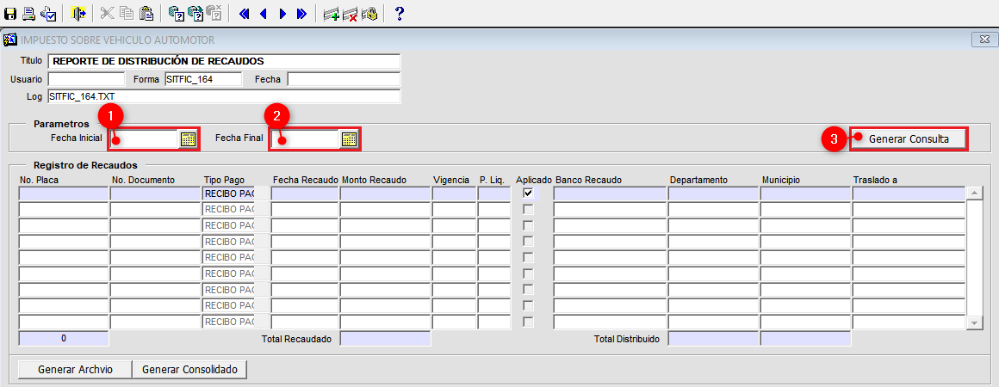 ?
IMPUESTO SOBRE VEHICULO AUTOMOTOR
Titulo REPORTE DE DISTRIBUCIÓN DE RECAUDOS
Usuario Forma SITFIC_164 Fecha
Log SITFIC_164.TXT
1 2
Parametros
Fecha Inicial Fecha Final 3 Generar Consulta
Registro de Recaudos
No. Placa No. Documento Tipo Pago Fecha Recaudo Monto Recaudo Vigencia P. Liq. Aplicado Banco Recaudo Departamento Municipio Traslado a
RECIBO PAG
RECIBO PAG
RECIBO PAG
RECIBO PAG
RECIBO PAG
RECIBO PAG
RECIBO PAG
RECIBO PAG
RECIBO PAG
0 Total Recaudado Total Distribuido
Generar Archvio Generar Consolidado